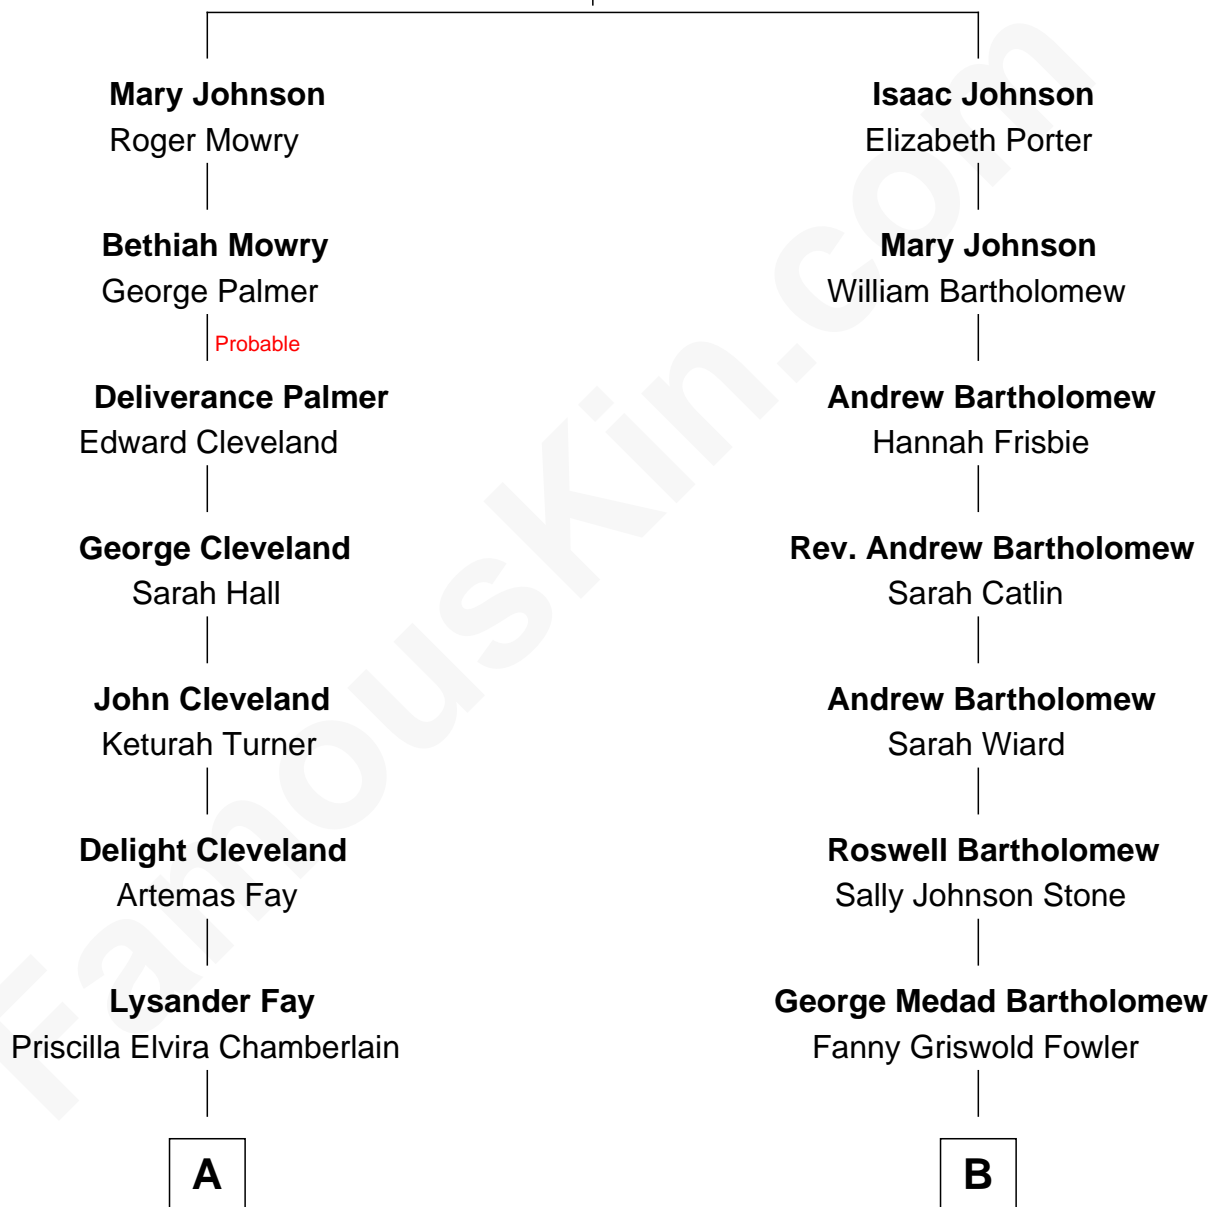 Mary Johnson
Roger Mowry
Bethiah Mowry
George Palmer
Probable
Deliverance Palmer
Edward Cleveland
George Cleveland
Sarah Hall
John Cleveland
Keturah Turner
Delight Cleveland
Artemas Fay
Lysander Fay
Priscilla Elvira Chamberlain
A
Isaac Johnson
Elizabeth Porter
Mary Johnson
William Bartholomew
Andrew Bartholomew
Hannah Frisbie
Rev. Andrew Bartholomew
Sarah Catlin
Andrew Bartholomew
Sarah Wiard
Roswell Bartholomew
Sally Johnson Stone
George Medad Bartholomew
Fanny Griswold Fowler
B
FamousKin.com